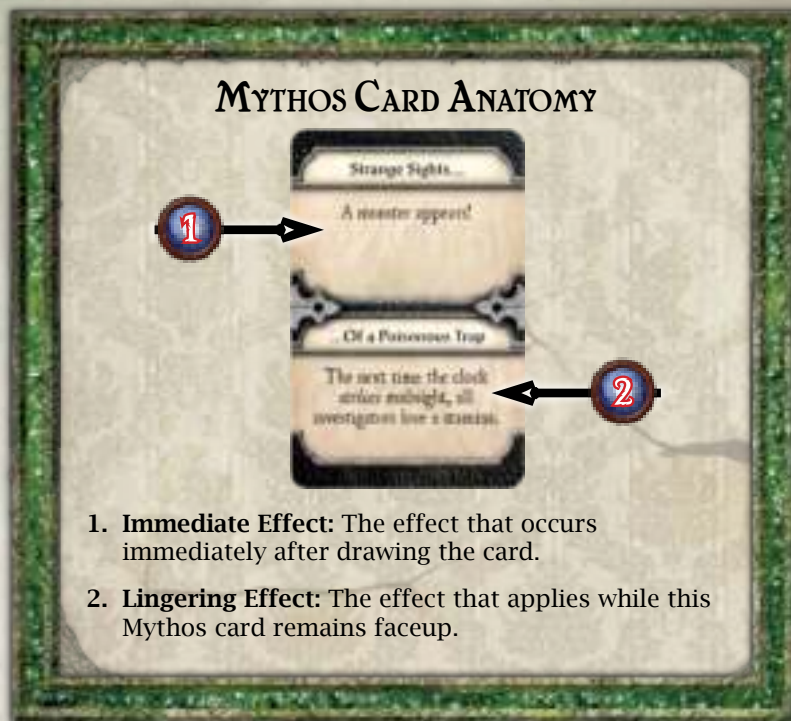 Mythos Card Anatomy
Strange Sights...
1
A monster appears!
...Of a Poisonous Trap
The next time the clock
strikes midnight, all
investigators lose 1 stamina.
2
1. Immediate Effect: The effect that occurs
immediately after drawing the card.
2. Lingering Effect: The effect that applies while this
Mythos card remains faceup.